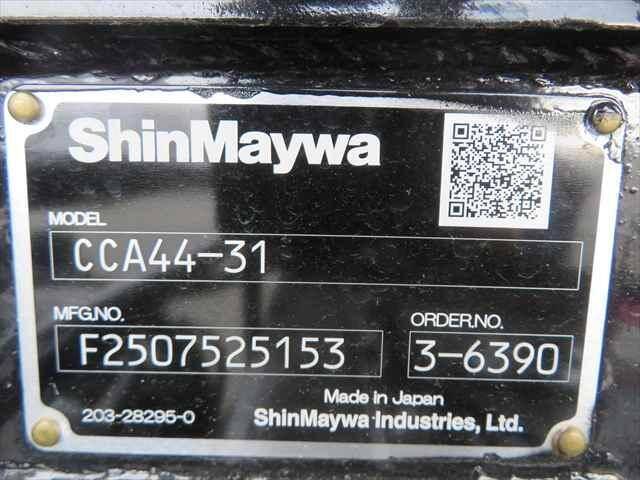 ShinMaywa
MODEL
CCA44-31
MFG.NO.
ORDER.NO.
F2507525153
3-6390
Made in Japan
203-28295-0
ShinMaywa Industries, Ltd.